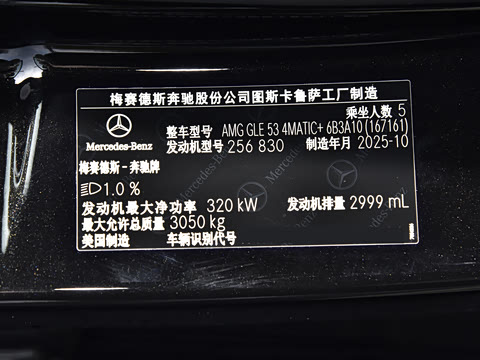 梅赛德斯奔驰股份公司图斯卡鲁萨工厂制造
乘坐人数 5
Mercedes-Benz
整车型号 AMG GLE 53 4MATIC+ 6B3A10 (167161)
发动机型号 256 830 制造年月 2025-10
梅赛德斯 - 奔驰牌
1.0 %
发动机最大净功率 320 kW 发动机排量 2999 mL
最大允许总质量 3050 kg
美国制造 车辆识别代号